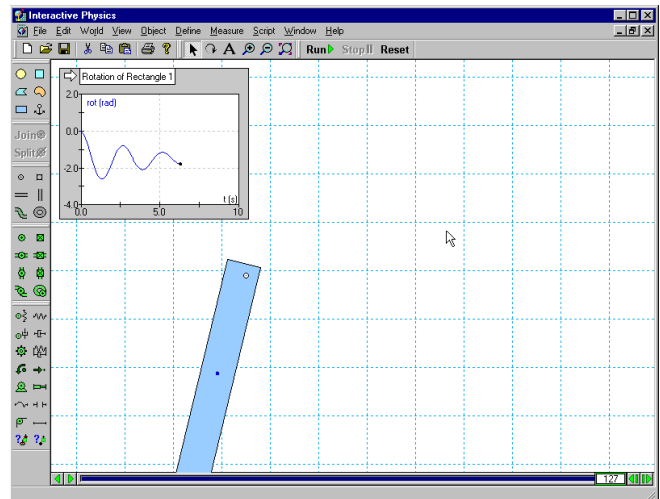 Interactive Physics
File Edit World View Object Define Measure Script Window Help
A Run Stop Reset
Rotation of Rectangle 1
2.0
rot (rad)
0.0
Join
-2.0
Split
t (s)
-4.0
0.0 5.0 10
127